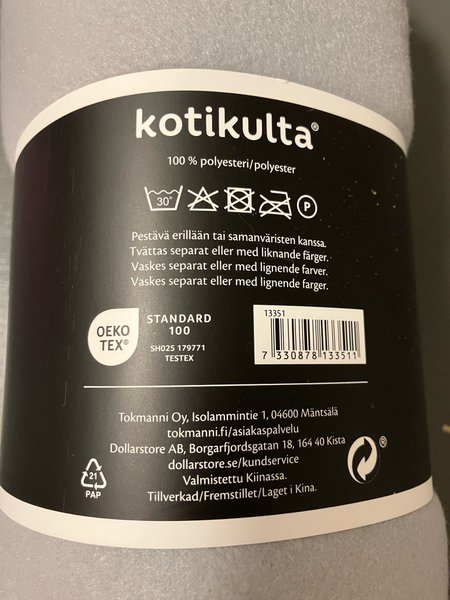 kotikulta®
100 % polyesteri/polyester
30°
P
Pestävä erillään tai samanväristen kanssa.
Tvättas separat eller med liknande färger.
Vaskes separat eller med lignende farver.
Vaskes separat eller med lignende farger.
OEKO
TEX®
STANDARD
100
SH025 179771
TESTEX
13351
7 330878 133511
Tokmanni Oy, Isolammintie 1, 04600 Mäntsälä
tokmanni.fi/asiakaspalvelu
Dollarstore AB, Borgarfjordsgatan 18, 164 40 Kista
dollarstore.se/kundservice
Valmistettu Kiinassa.
Tillverkad/Fremstillet/Laget i Kina.
21
PAP
®